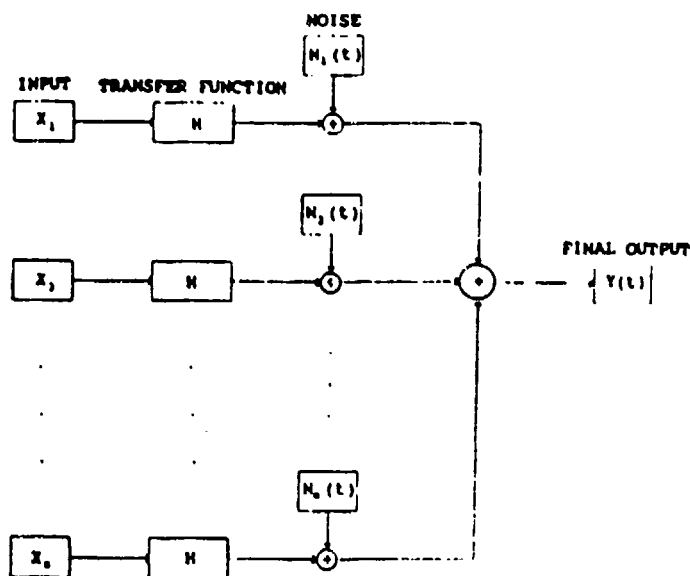 NOISE
N₁(t)
INPUT TRANSFER FUNCTION
X₁ H +
N₂(t)
FINAL OUTPUT
X₂ H + + Y(t)
Nₙ(t)
Xₙ H +